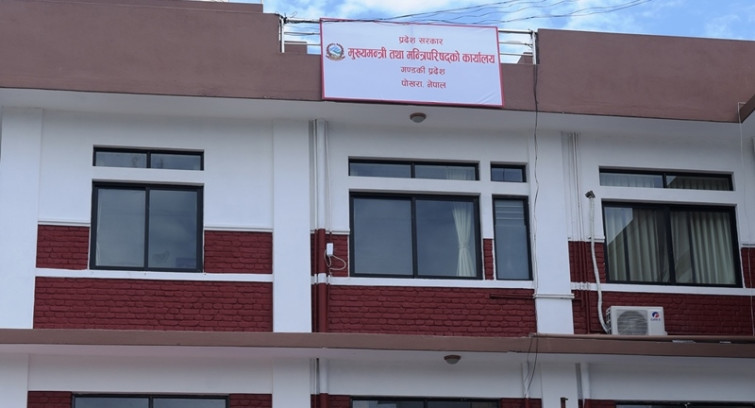 प्रदेश सरकार
मुख्यमन्त्री तथा मन्त्रिपरिषद्को कार्यालय
गण्डकी प्रदेश
पोखरा, नेपाल